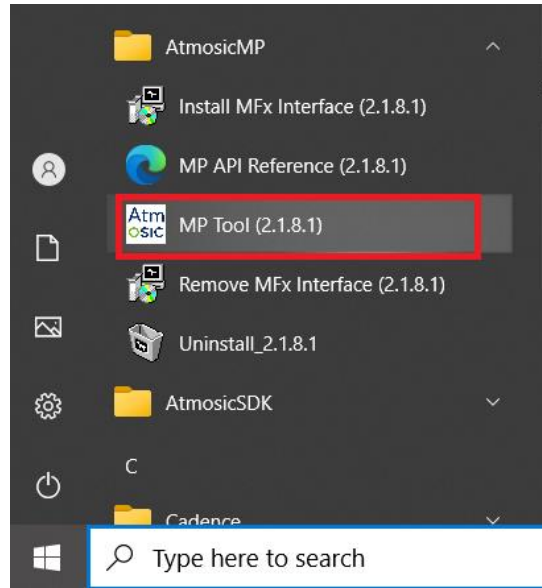 AtmosicMP
Install MFx Interface (2.1.8.1)
MP API Reference (2.1.8.1)
Atm
osic
MP Tool (2.1.8.1)
Remove MFx Interface (2.1.8.1)
Uninstall_2.1.8.1
AtmosicSDK
C
Cadence
Type here to search